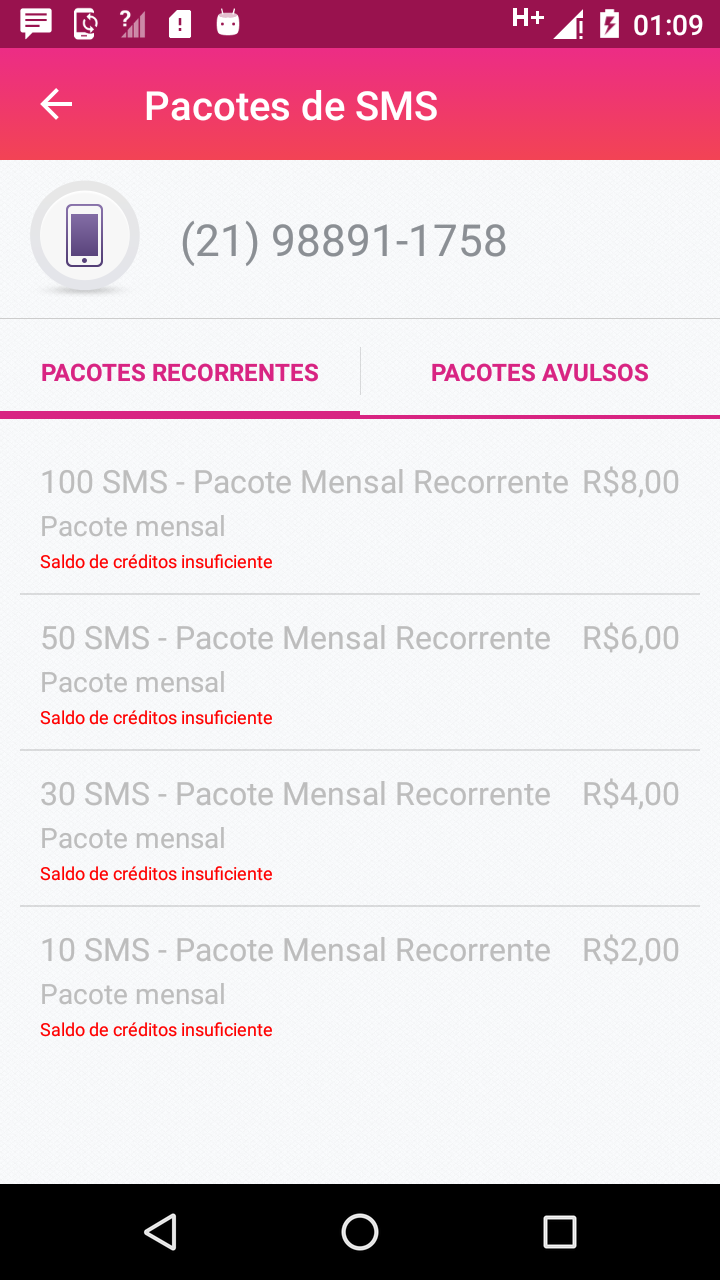 H+ 01:09
Pacotes de SMS
(21) 98891-1758
PACOTES RECORRENTES PACOTES AVULSOS
100 SMS - Pacote Mensal Recorrente R$8,00
Pacote mensal
Saldo de créditos insuficiente
50 SMS - Pacote Mensal Recorrente R$6,00
Pacote mensal
Saldo de créditos insuficiente
30 SMS - Pacote Mensal Recorrente R$4,00
Pacote mensal
Saldo de créditos insuficiente
10 SMS - Pacote Mensal Recorrente R$2,00
Pacote mensal
Saldo de créditos insuficiente